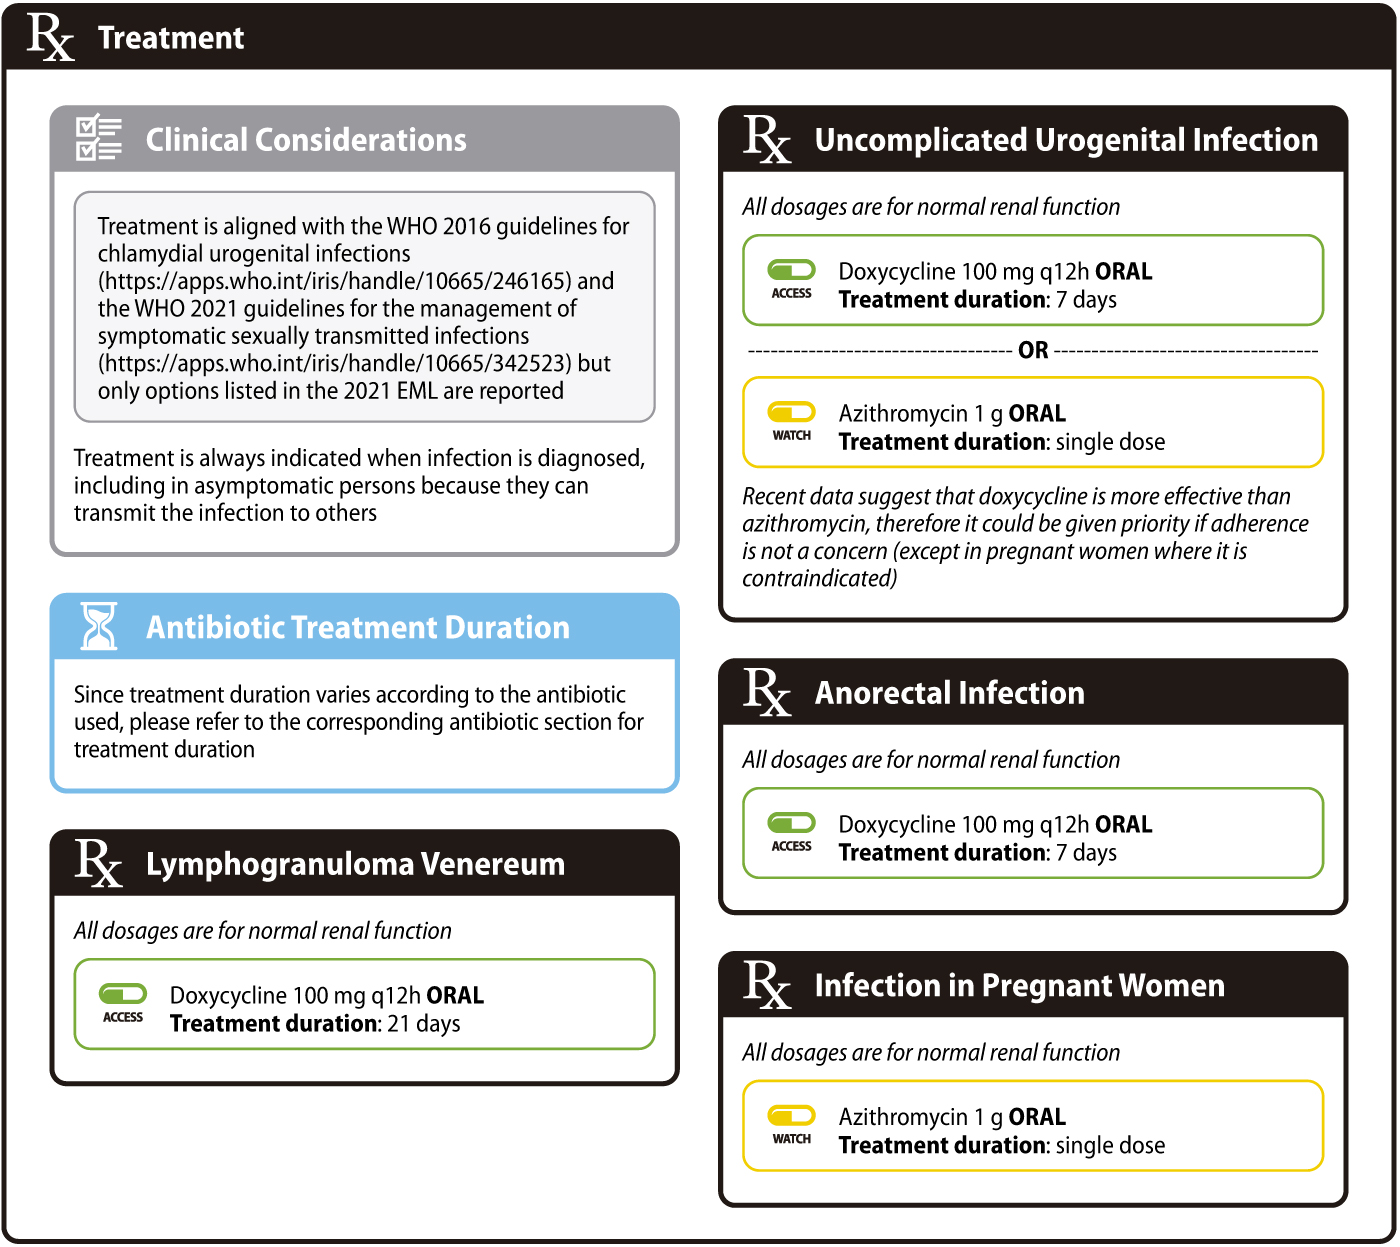 Rx Treatment
Clinical Considerations
Treatment is aligned with the WHO 2016 guidelines for
chlamydial urogenital infections
(https://apps.who.int/iris/handle/10665/246165) and
the WHO 2021 guidelines for the management of
symptomatic sexually transmitted infections
(https://apps.who.int/iris/handle/10665/342523) but
only options listed in the 2021 EML are reported
Treatment is always indicated when infection is diagnosed,
including in asymptomatic persons because they can
transmit the infection to others
Antibiotic Treatment Duration
Since treatment duration varies according to the antibiotic
used, please refer to the corresponding antibiotic section for
treatment duration
Rx Lymphogranuloma Venereum
All dosages are for normal renal function
Doxycycline 100 mg q12h ORAL
ACCESS
Treatment duration: 21 days
Rx Uncomplicated Urogenital Infection
All dosages are for normal renal function
Doxycycline 100 mg q12h ORAL
ACCESS
Treatment duration: 7 days
OR
Azithromycin 1 g ORAL
WATCH
Treatment duration: single dose
Recent data suggest that doxycycline is more effective than
azithromycin, therefore it could be given priority if adherence
is not a concern (except in pregnant women where it is
contraindicated)
Rx Anorectal Infection
All dosages are for normal renal function
Doxycycline 100 mg q12h ORAL
ACCESS
Treatment duration: 7 days
Rx Infection in Pregnant Women
All dosages are for normal renal function
Azithromycin 1 g ORAL
WATCH
Treatment duration: single dose